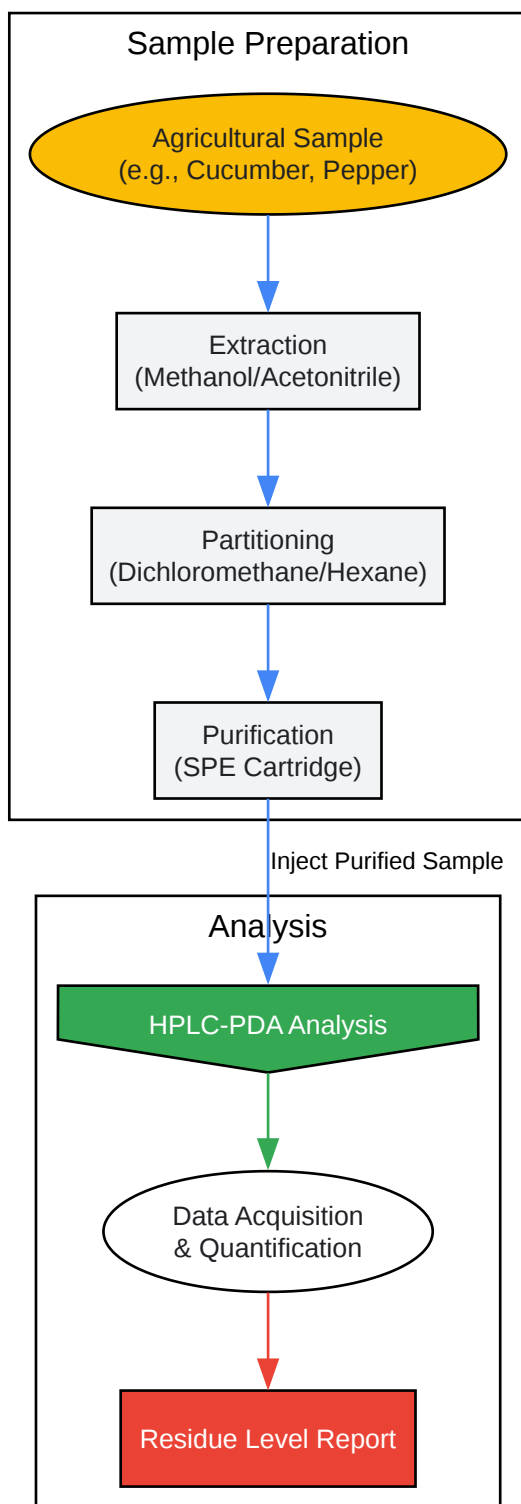 Sample Preparation
Agricultural Sample
(e.g., Cucumber, Pepper)
Extraction
(Methanol/Acetonitrile)
Partitioning
(Dichloromethane/Hexane)
Purification
(SPE Cartridge)
Inject Purified Sample
Analysis
HPLC-PDA Analysis
Data Acquisition
& Quantification
Residue Level Report